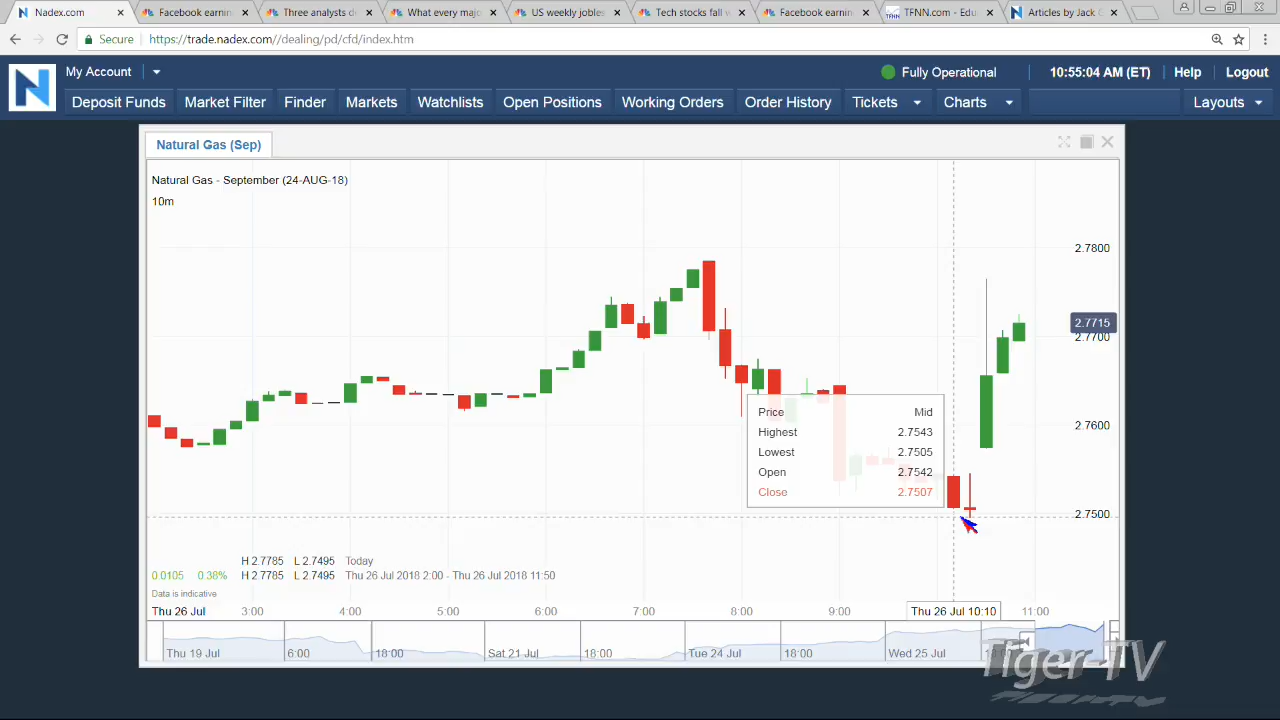 Nadex.com
Facebook earnin
Three analysts d
What every majo
US weekly jobles
Tech stocks fall w
Facebook earnin
TFNN.com - Edu
Articles by Jack
Secure https://trade.nadex.com//dealing/pd/cfd/index.htm
My Account
Fully Operational
10:55:04 AM (ET)
Help
Logout
Deposit Funds
Market Filter
Finder
Markets
Watchlists
Open Positions
Working Orders
Order History
Tickets
Charts
Layouts
Natural Gas (Sep)
Natural Gas - September (24-AUG-18)
10m
2.7800
2.7715
2.7700
2.7600
2.7500
Price Mid
Highest 2.7543
Lowest 2.7505
Open 2.7542
Close 2.7507
H 2.7785 L 2.7495 Today
0.0105 0.38% H 2.7785 L 2.7495 Thu 26 Jul 2018 2:00 - Thu 26 Jul 2018 11:50
Data is indicative
Thu 26 Jul 3:00 4:00 5:00 6:00 7:00 8:00 9:00 Thu 26 Jul 10:10 11:00
Thu 19 Jul 6:00 18:00 Sat 21 Jul 18:00 Tue 24 Jul 18:00 Wed 25 Jul
Tiger-TV